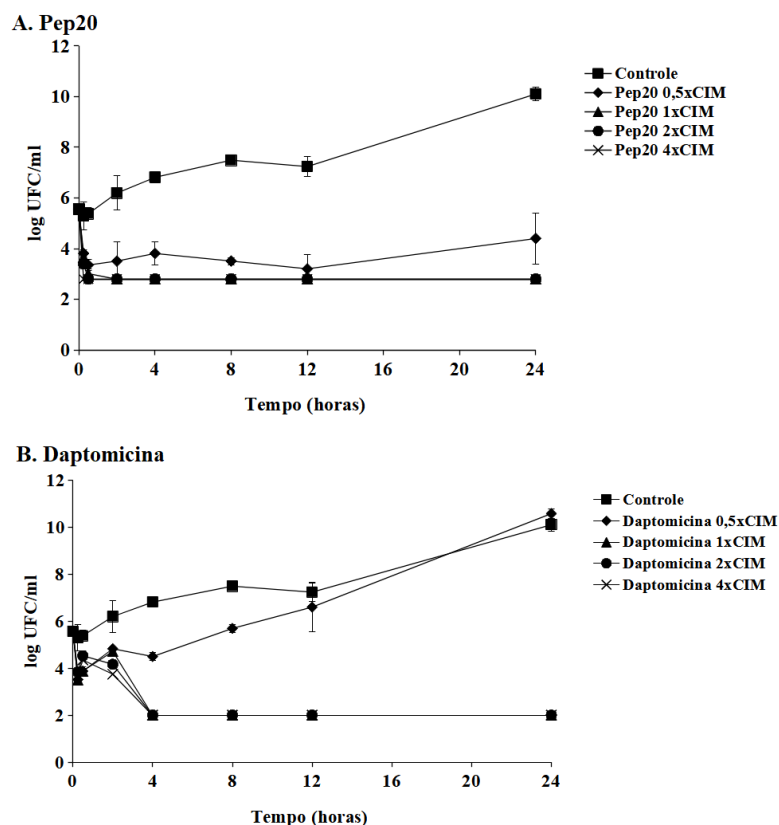 A. Pep20
12
10
8
6
4
2
0
log UFC/ml
0
4
8
12
16
20
24
Tempo (horas)
Controle
Pep20 0,5xCIM
Pep20 1xCIM
Pep20 2xCIM
Pep20 4xCIM
B. Daptomicina
12
10
8
6
4
2
0
log UFC/ml
0
4
8
12
16
20
24
Tempo (horas)
Controle
Daptomicina 0,5xCIM
Daptomicina 1xCIM
Daptomicina 2xCIM
Daptomicina 4xCIM